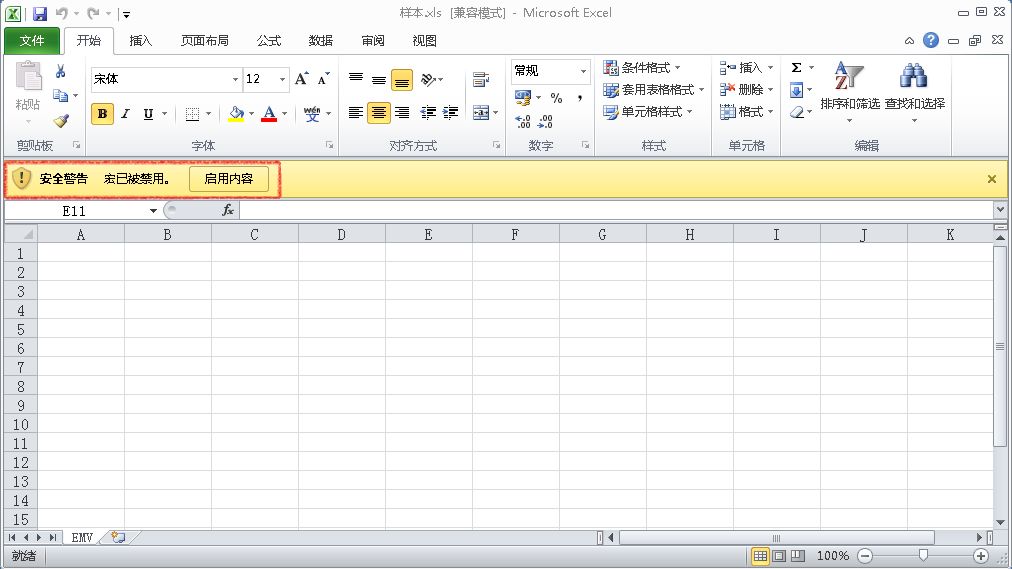 样本.xls [兼容模式] - Microsoft Excel
文件 开始 插入 页面布局 公式 数据 审阅 视图
宋体 12 常规 条件格式 插入 Σ
粘贴 套用表格格式 删除 排序和筛选 查找和选择
B I U A wén 文 % , 单元格样式 格式
剪贴板 字体 对齐方式 数字 样式 单元格 编辑
安全警告 宏已被禁用。 启用内容
E11 fx
A B C D E F G H I J K
1
2
3
4
5
6
7
8
9
10
11
12
13
14
15
EMV
就绪 100%